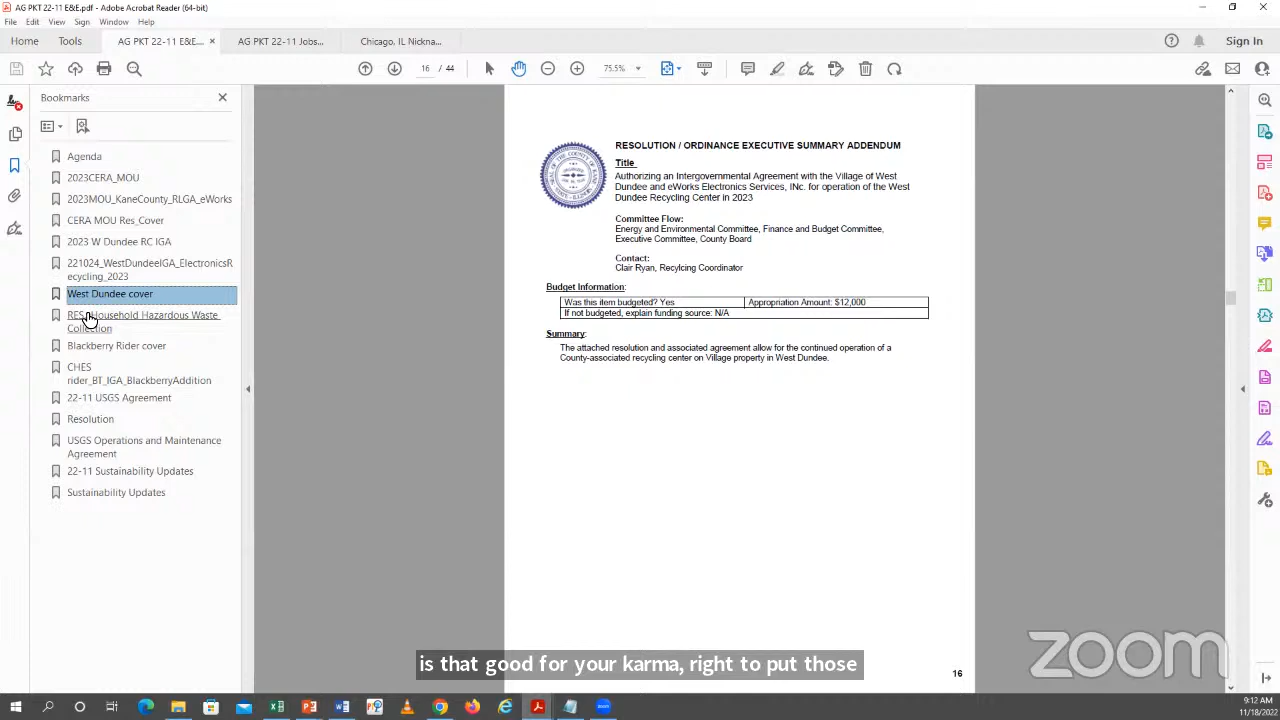 AG PKT 22-11 E&E.pdf - Adobe Acrobat Reader (64-bit)
File Edit View Sign Window Help
Home Tools AG PKT 22-11 E&E... × AG PKT 22-11 Jobs... Chicago, IL Nickna... Sign In
16 / 44 75.5%
Bookmarks
Agenda
2023CERA_MOU
2023MOU_KaneCounty_RLGA_eWorks
CERA MOU Res_Cover
2023 W Dundee RC IGA
221024_WestDundeeIGA_ElectronicsR
ecycling_2023
West Dundee cover
RES Household Hazardous Waste
Collection
Blackberry Rider cover
CHES
rider_BT_IGA_BlackberryAddition
22-11 USGS Agreement
Resolution
USGS Operations and Maintenance
Agreement
22-11 Sustainability Updates
Sustainability Updates
RESOLUTION / ORDINANCE EXECUTIVE SUMMARY ADDENDUM
Title
Authorizing an Intergovernmental Agreement with the Village of West
Dundee and eWorks Electronics Services, INc. for operation of the West
Dundee Recycling Center in 2023
Committee Flow:
Energy and Environmental Committee, Finance and Budget Committee,
Executive Committee, County Board
Contact:
Clair Ryan, Recylcing Coordinator
Budget Information:
Was this item budgeted? Yes Appropriation Amount: $12,000
If not budgeted, explain funding source: N/A
Summary:
The attached resolution and associated agreement allow for the continued operation of a
County-associated recycling center on Village property in West Dundee.
16
is that good for your karma, right to put those
zoom
9:12 AM
11/18/2022